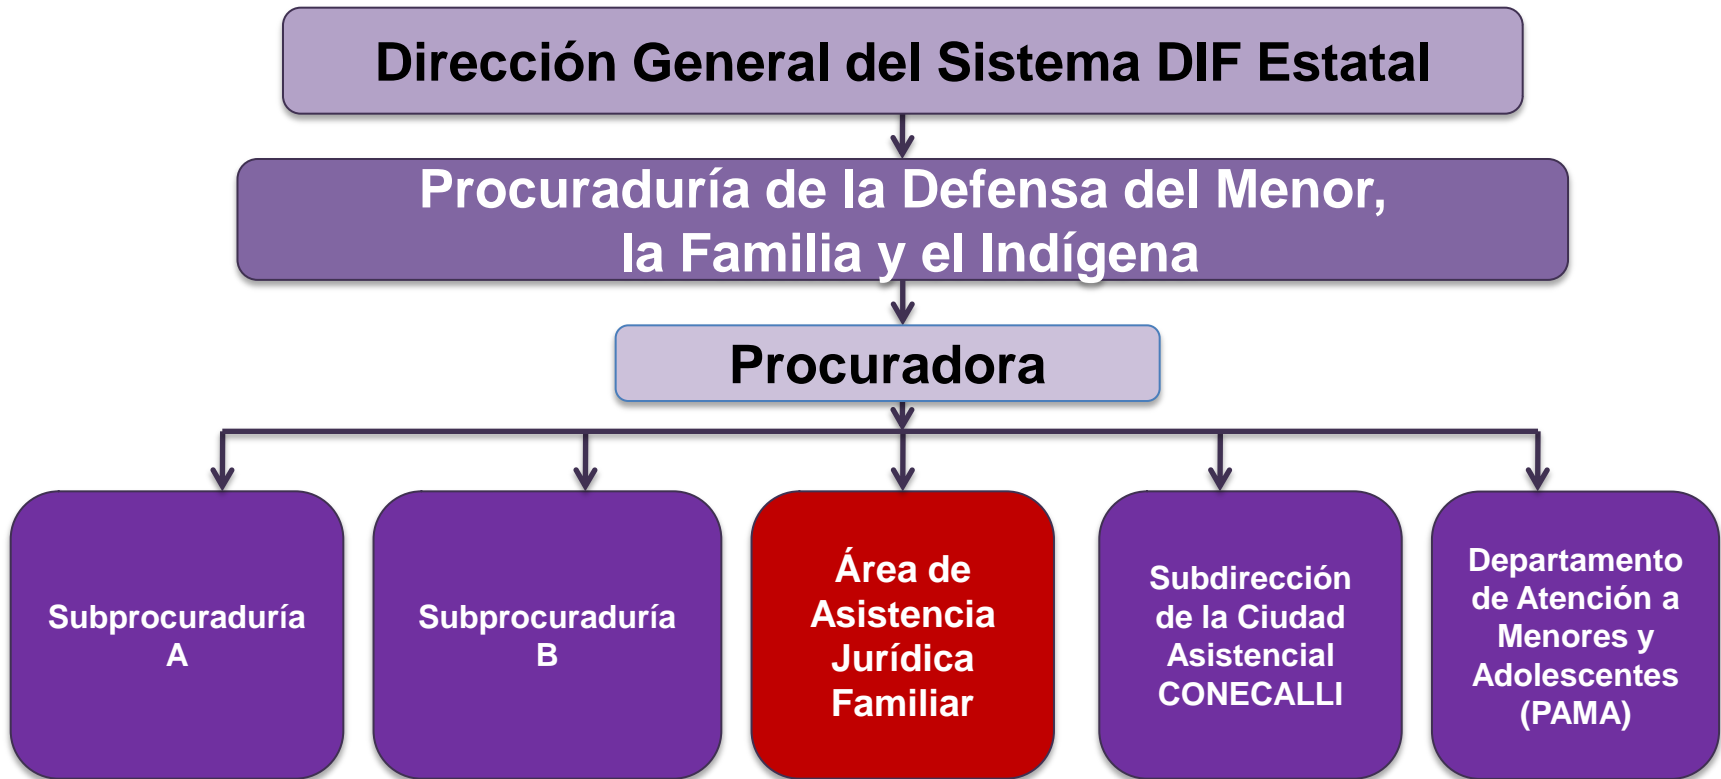 Dirección General del Sistema DIF Estatal
Procuraduría de la Defensa del Menor,
la Familia y el Indígena
Procuradora
Subprocuraduría
A
Subprocuraduría
B
Área de
Asistencia
Jurídica
Familiar
Subdirección
de la Ciudad
Asistencial
CONECALLI
Departamento
de Atención a
Menores y
Adolescentes
(PAMA)